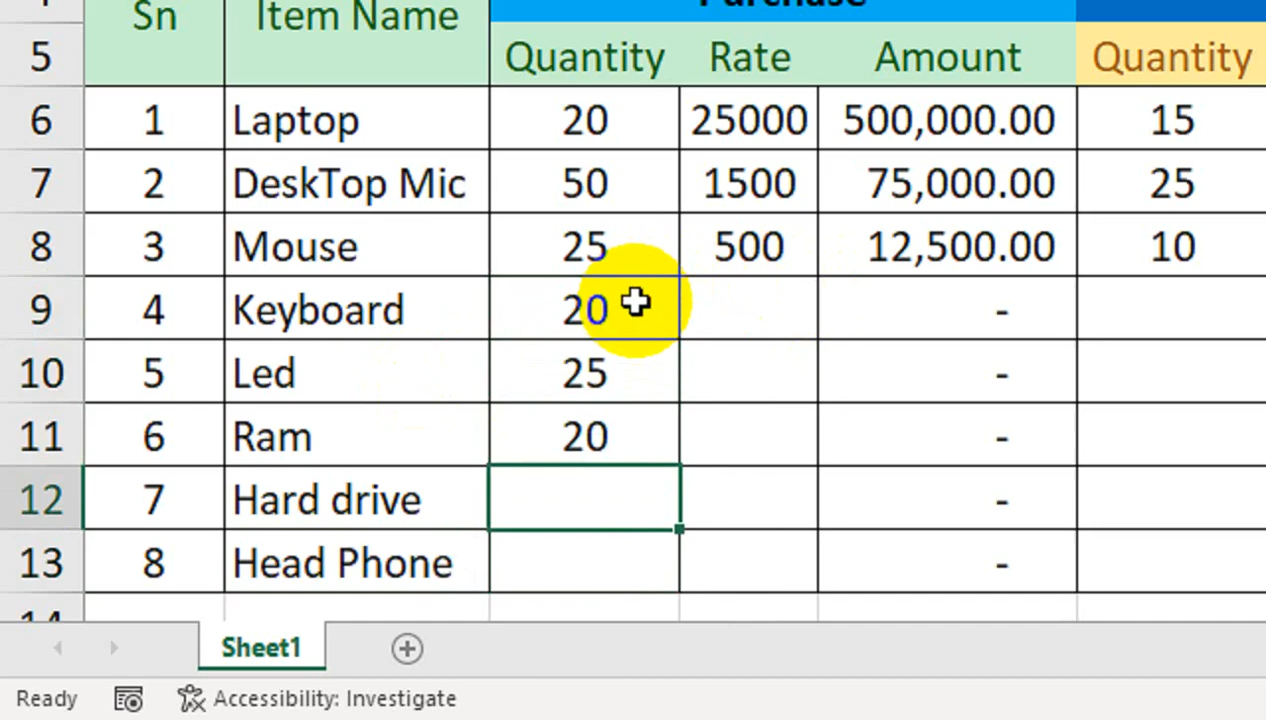 Purchase
Sn Item Name
5 Quantity Rate Amount Quantity
6 1 Laptop 20 25000 500,000.00 15
7 2 DeskTop Mic 50 1500 75,000.00 25
8 3 Mouse 25 500 12,500.00 10
9 4 Keyboard 20 -
10 5 Led 25 -
11 6 Ram 20 -
12 7 Hard drive -
13 8 Head Phone -
14
Sheet1
Ready Accessibility: Investigate